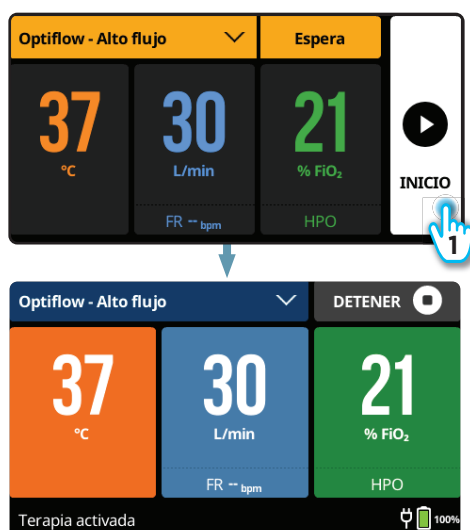 Optiflow - Alto flujo Espera
37 30 21
°C L/min % FiO₂
INICIO
FR -- bpm HPO
1
Optiflow - Alto flujo DETENER
37 30 21
°C L/min % FiO₂
FR -- bpm HPO
Terapia activada 100%